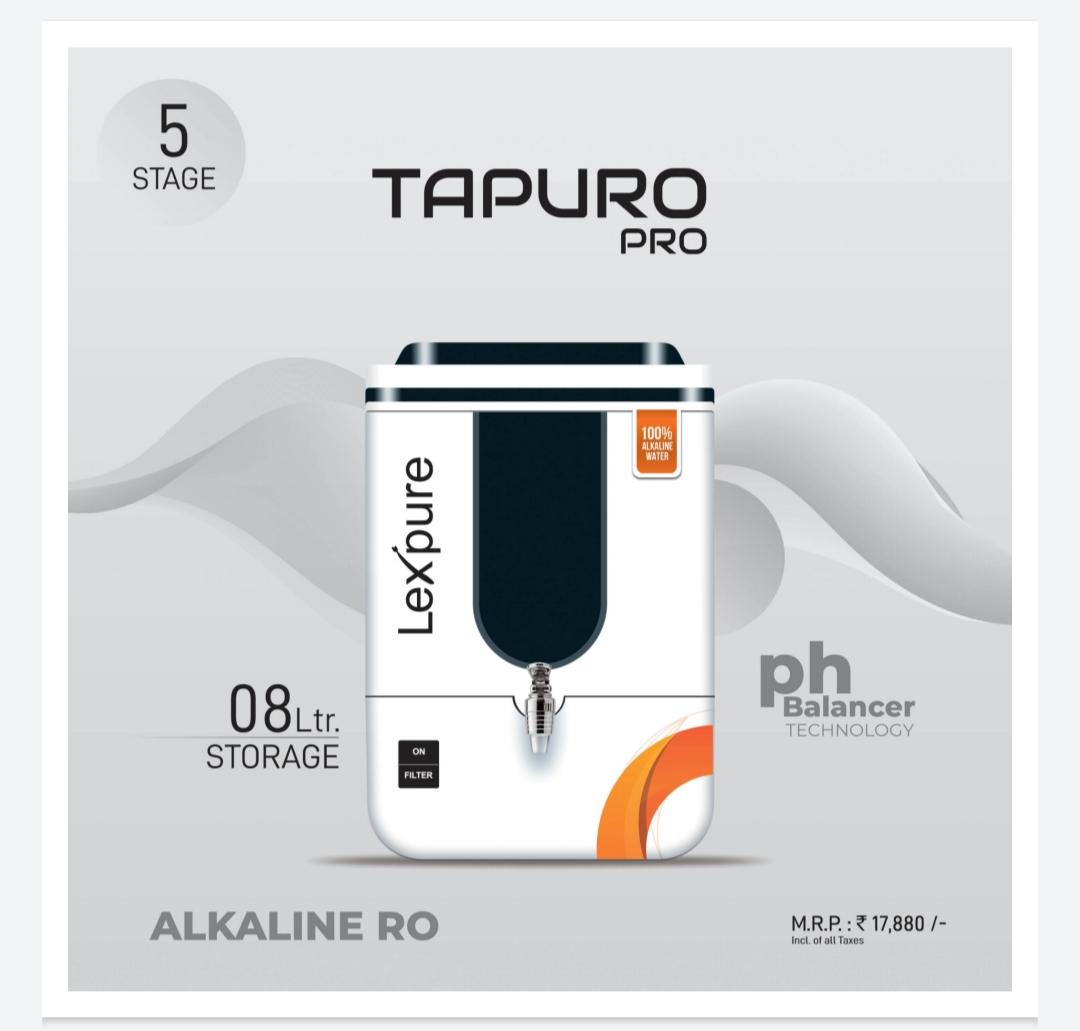 5
STAGE
TAPURO
PRO
100%
ALKALINE
WATER
Lexpure
ph
Balancer
TECHNOLOGY
08Ltr.
STORAGE
ON
FILTER
ALKALINE RO
M.R.P. : ₹ 17,880 /-
Incl. of all Taxes